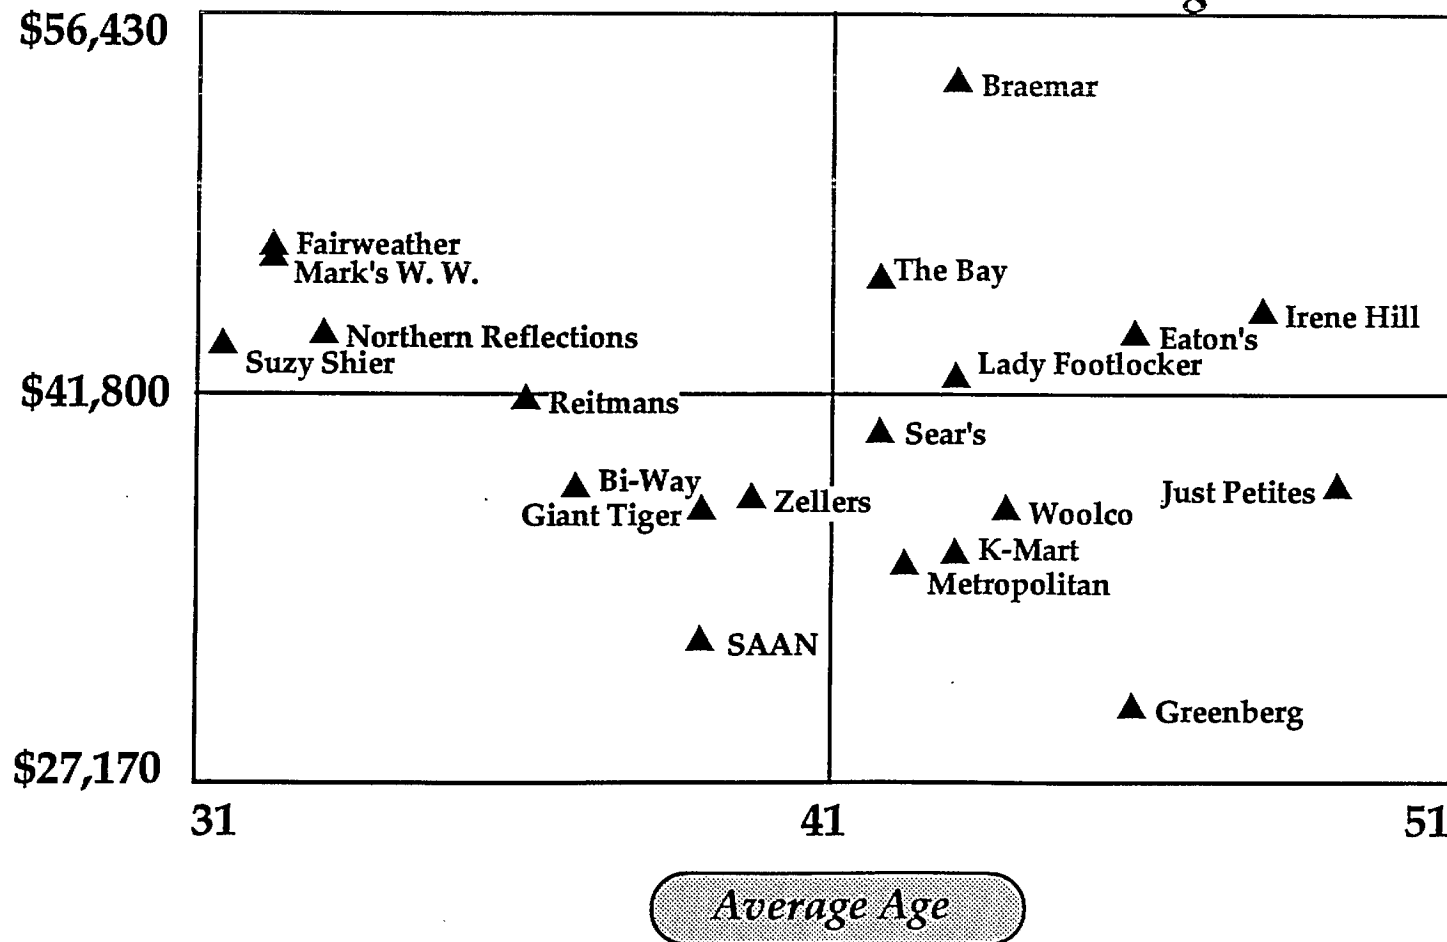 $56,430
Braemar
Fairweather
Mark's W. W.
The Bay
Irene Hill
Northern Reflections
Eaton's
Suzy Shier
Lady Footlocker
$41,800
Reitmans
Sear's
Bi-Way
Just Petites
Giant Tiger
Zellers
Woolco
K-Mart
Metropolitan
SAAN
Greenberg
$27,170
31
41
51
Average Age